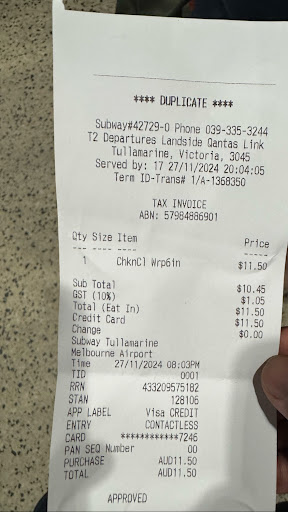 **** DUPLICATE ****
Subway#42729-0 Phone 039-335-3244
T2 Departures Landside Qantas Link
Tullamarine, Victoria, 3045
Served by: 17 27/11/2024 20:04:05
Term ID-Trans# 1/A-1368350
TAX INVOICE
ABN: 57984886901
Qty Size Item Price
--- ---- ---- -----
1 ChknCl Wrp6in $11.50
Sub Total $10.45
GST (10%) $1.05
Total (Eat In) $11.50
Credit Card $11.50
Change $0.00
Subway Tullamarine
Melbourne Airport
Time 27/11/2024 08:03PM
TID 0001
RRN 433209575182
STAN 128106
APP LABEL Visa CREDIT
ENTRY CONTACTLESS
CARD ************7246
PAN SEQ Number 00
PURCHASE AUD11.50
TOTAL AUD11.50
APPROVED